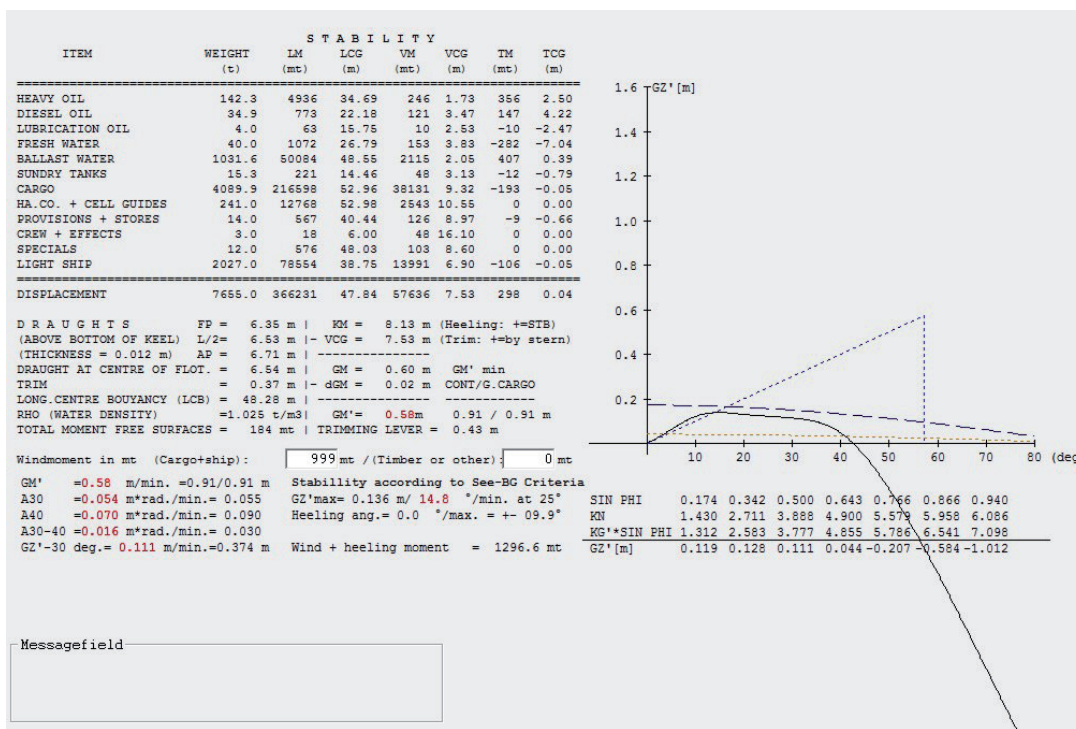 S T A B I L I T Y
ITEM WEIGHT LM LCG VM VCG TM TCG
(t) (mt) (m) (mt) (m) (mt) (m)
HEAVY OIL 142.3 4936 34.69 246 1.73 356 2.50
DIESEL OIL 34.9 773 22.18 121 3.47 147 4.22
LUBRICATION OIL 4.0 63 15.75 10 2.53 -10 -2.47
FRESH WATER 40.0 1072 26.79 153 3.83 -282 -7.04
BALLAST WATER 1031.6 50084 48.55 2115 2.05 407 0.39
SUNDRY TANKS 15.3 221 14.46 48 3.13 -12 -0.79
CARGO 4089.9 216598 52.96 38131 9.32 -193 -0.05
HA.CO. + CELL GUIDES 241.0 12768 52.98 2543 10.55 0 0.00
PROVISIONS + STORES 14.0 567 40.44 126 8.97 -9 -0.66
CREW + EFFECTS 3.0 18 6.00 48 16.10 0 0.00
SPECIALS 12.0 576 48.03 103 8.60 0 0.00
LIGHT SHIP 2027.0 78554 38.75 13991 6.90 -106 -0.05
DISPLACEMENT 7655.0 366231 47.84 57636 7.53 298 0.04
D R A U G H T S FP = 6.35 m | KM = 8.13 m (Heeling: +=STB)
(ABOVE BOTTOM OF KEEL) L/2= 6.53 m |- VCG = 7.53 m (Trim: +=by stern)
(THICKNESS = 0.012 m) AP = 6.71 m | ---------------
DRAUGHT AT CENTRE OF FLOT. = 6.54 m | GM = 0.60 m GM' min
TRIM = 0.37 m |- dGM = 0.02 m CONT/G.CARGO
LONG.CENTRE BOUYANCY (LCB) = 48.28 m | --------------- ------------
RHO (WATER DENSITY) =1.025 t/m3| GM'= 0.58m 0.91 / 0.91 m
TOTAL MOMENT FREE SURFACES = 184 mt | TRIMMING LEVER = 0.43 m
Windmoment in mt (Cargo+ship): 999 mt /(Timber or other): 0 mt
GM' =0.58 m/min. =0.91/0.91 m Stability according to See-BG Criteria
A30 =0.054 m*rad./min.= 0.055 GZ'max= 0.136 m/ 14.8 °/min. at 25°
A40 =0.070 m*rad./min.= 0.090 Heeling ang.= 0.0 °/max. = +- 09.9°
A30-40 =0.016 m*rad./min.= 0.030
GZ'-30 deg.= 0.111 m/min.=0.374 m Wind + heeling moment = 1296.6 mt
Messagefield
GZ'[m]
1.6
1.4
1.2
1.0
0.8
0.6
0.4
0.2
10 20 30 40 50 60 70 80 (deg
SIN PHI 0.174 0.342 0.500 0.643 0.766 0.866 0.940
KN 1.430 2.711 3.888 4.900 5.579 5.958 6.086
KG'*SIN PHI 1.312 2.583 3.777 4.855 5.786 6.541 7.098
GZ'[m] 0.119 0.128 0.111 0.044 -0.207 -0.584 -1.012